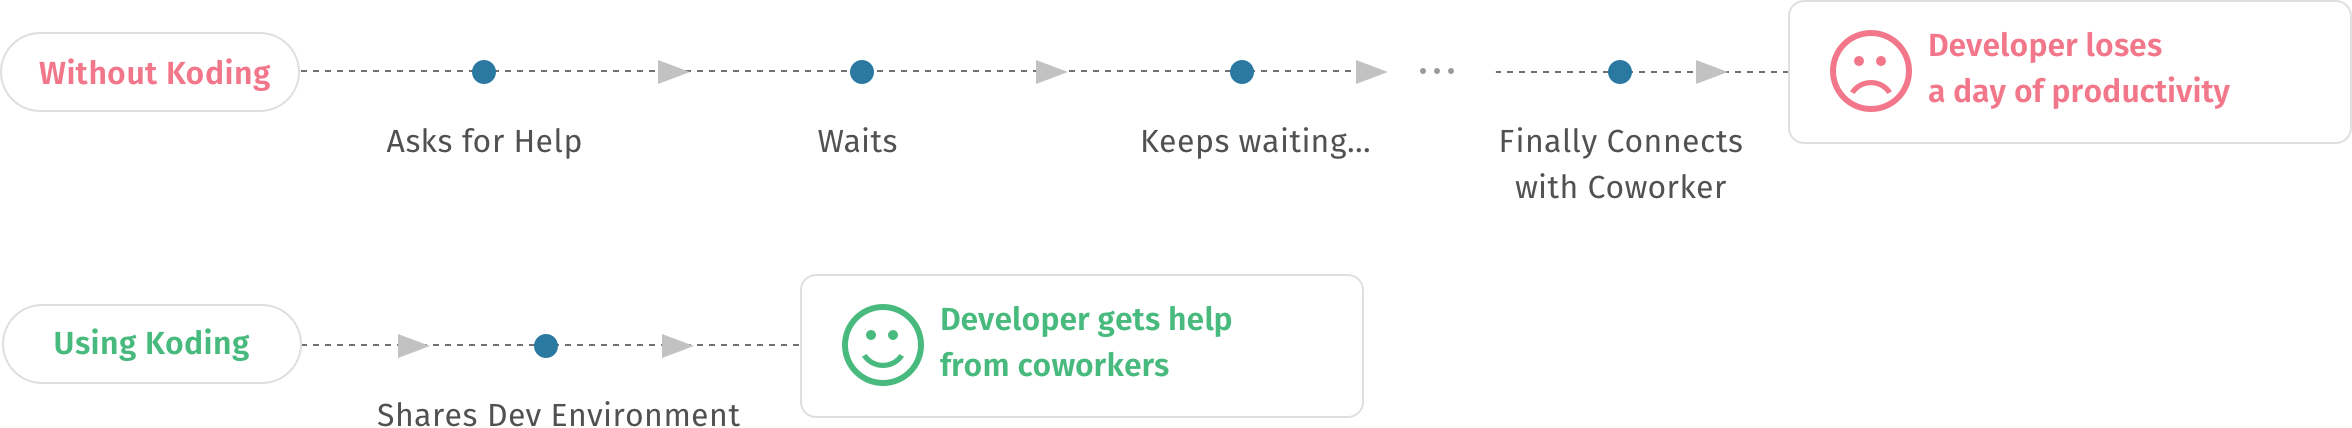 Without Koding
Asks for Help
Waits
Keeps waiting...
...
Finally Connects
with Coworker
Developer loses
a day of productivity
Using Koding
Shares Dev Environment
Developer gets help
from coworkers